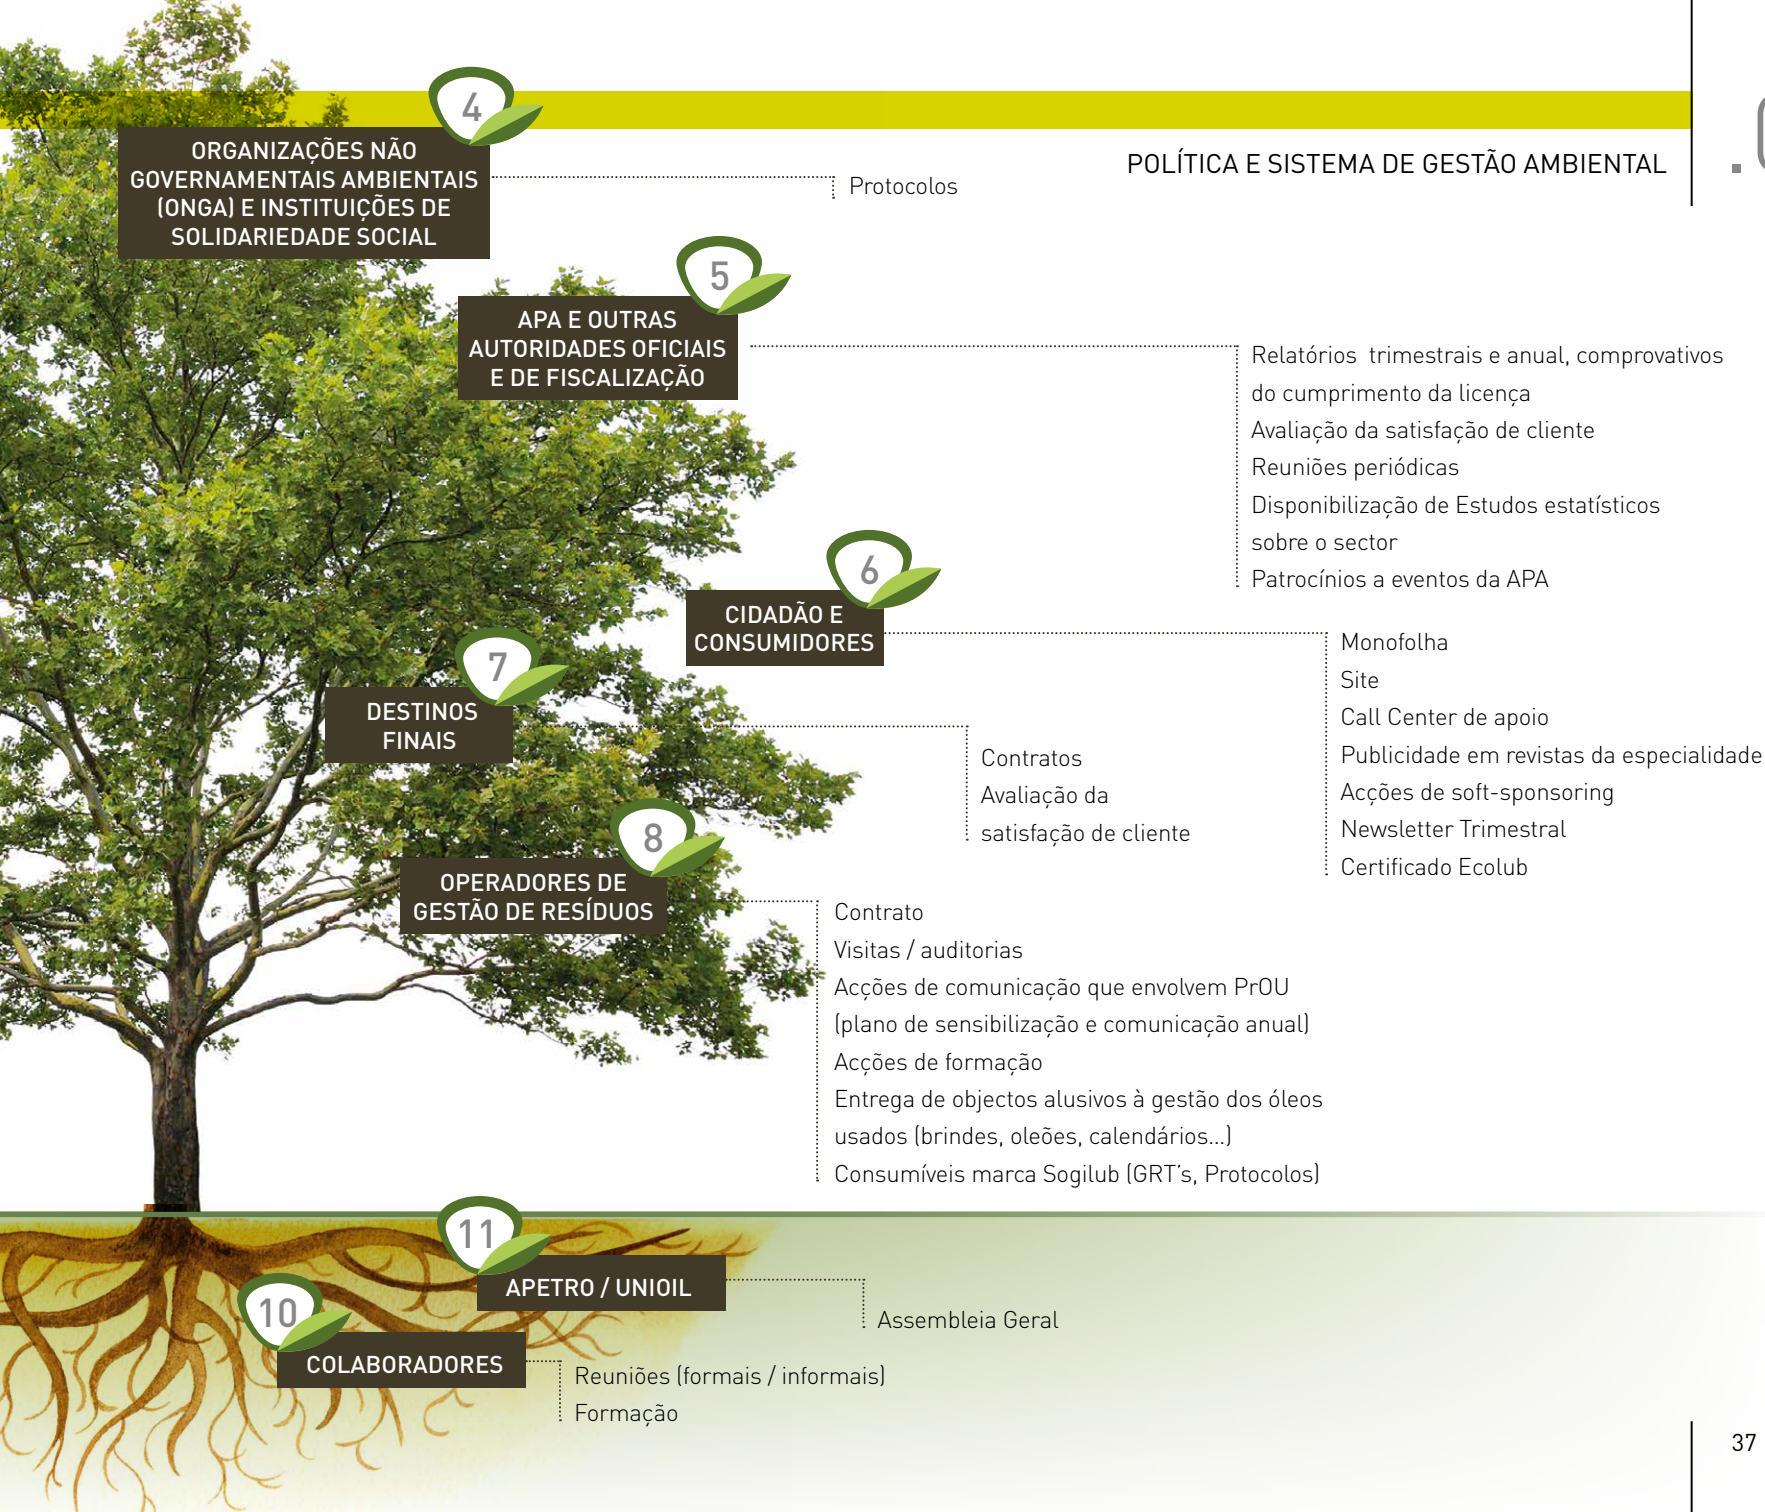 POLÍTICA E SISTEMA DE GESTÃO AMBIENTAL
4
ORGANIZAÇÕES NÃO
GOVERNAMENTAIS AMBIENTAIS
(ONGA) E INSTITUIÇÕES DE
SOLIDARIEDADE SOCIAL
Protocolos
5
APA E OUTRAS
AUTORIDADES OFICIAIS
E DE FISCALIZAÇÃO
Relatórios trimestrais e anual, comprovativos
do cumprimento da licença
Avaliação da satisfação de cliente
Reuniões periódicas
Disponibilização de Estudos estatísticos
sobre o sector
Patrocínios a eventos da APA
6
CIDADÃO E
CONSUMIDORES
Monofolha
Site
Call Center de apoio
Publicidade em revistas da especialidade
Acções de soft-sponsoring
Newsletter Trimestral
Certificado Ecolub
7
DESTINOS
FINAIS
Contratos
Avaliação da
satisfação de cliente
8
OPERADORES DE
GESTÃO DE RESÍDUOS
Contrato
Visitas / auditorias
Acções de comunicação que envolvem PrOU
(plano de sensibilização e comunicação anual)
Acções de formação
Entrega de objectos alusivos à gestão dos óleos
usados (brindes, oleões, calendários...)
Consumíveis marca Sogilub (GRT's, Protocolos)
11
APETRO / UNIOIL
Assembleia Geral
10
COLABORADORES
Reuniões (formais / informais)
Formação
37